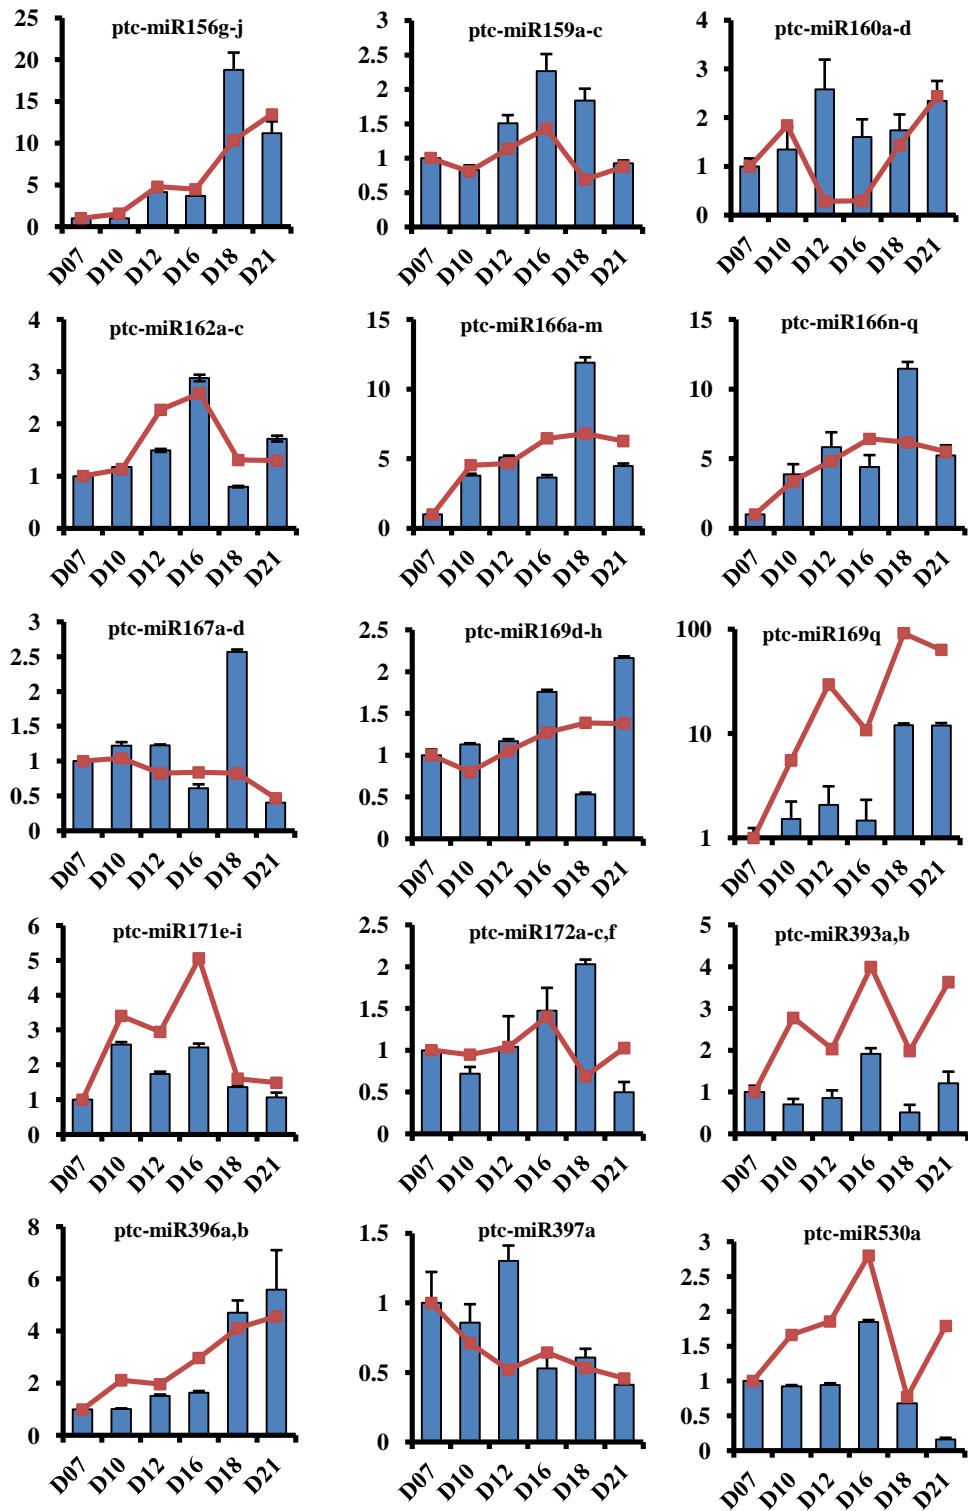 ptc-miR156g-j
25
20
15
10
5
0
D07 D10 D12 D16 D18 D21
ptc-miR159a-c
3
2.5
2
1.5
1
0.5
0
D07 D10 D12 D16 D18 D21
ptc-miR160a-d
4
3
2
1
0
D07 D10 D12 D16 D18 D21
ptc-miR162a-c
4
3
2
1
0
D07 D10 D12 D16 D18 D21
ptc-miR166a-m
15
10
5
0
D07 D10 D12 D16 D18 D21
ptc-miR166n-q
15
10
5
0
D07 D10 D12 D16 D18 D21
ptc-miR167a-d
3
2.5
2
1.5
1
0.5
0
D07 D10 D12 D16 D18 D21
ptc-miR169d-h
2.5
2
1.5
1
0.5
0
D07 D10 D12 D16 D18 D21
ptc-miR169q
100
10
1
D07 D10 D12 D16 D18 D21
ptc-miR171e-i
6
5
4
3
2
1
0
D07 D10 D12 D16 D18 D21
ptc-miR172a-c,f
2.5
2
1.5
1
0.5
0
D07 D10 D12 D16 D18 D21
ptc-miR393a,b
5
4
3
2
1
0
D07 D10 D12 D16 D18 D21
ptc-miR396a,b
8
6
4
2
0
D07 D10 D12 D16 D18 D21
ptc-miR397a
1.5
1
0.5
0
D07 D10 D12 D16 D18 D21
ptc-miR530a
3
2.5
2
1.5
1
0.5
0
D07 D10 D12 D16 D18 D21